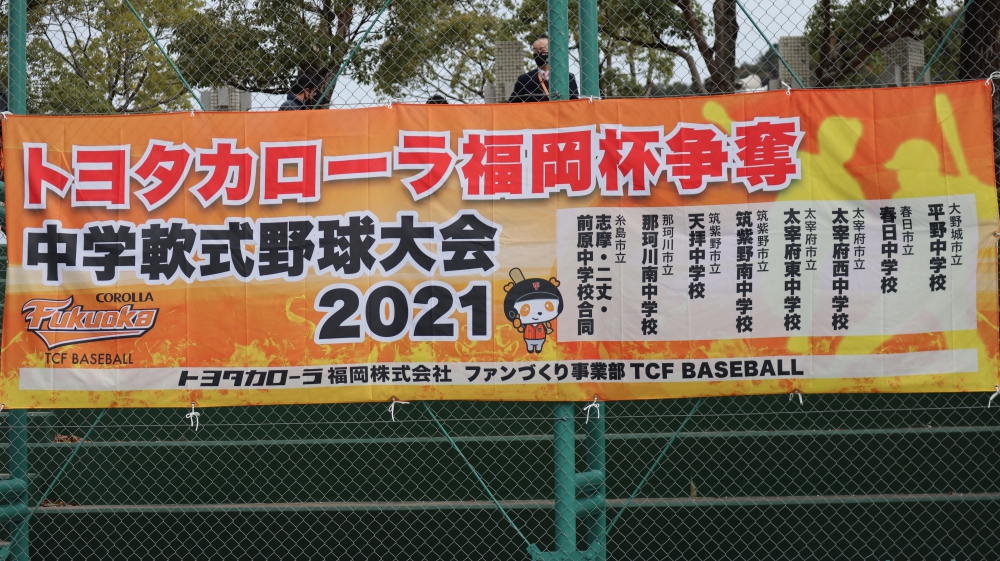 トヨタカローラ福岡杯争奪
中学軟式野球大会
2021
COROLLA
Fukuoka
TCF BASEBALL
大野城市立
平野中学校
春日市立
春日中学校
太宰府市立
太宰府西中学校
太宰府市立
太宰府東中学校
筑紫野市立
筑紫野南中学校
筑紫野市立
天拝中学校
那珂川市立
那珂川南中学校
糸島市立
志摩・二丈・
前原中学校合同
トヨタカローラ福岡株式会社 ファンづくり事業部 TCF BASEBALL